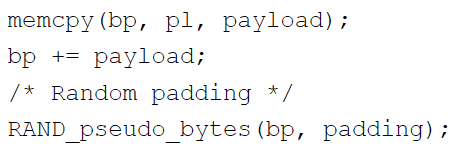 memcpy(bp, pl, payload);
bp += payload;
/* Random padding */
RAND_pseudo_bytes(bp, padding);